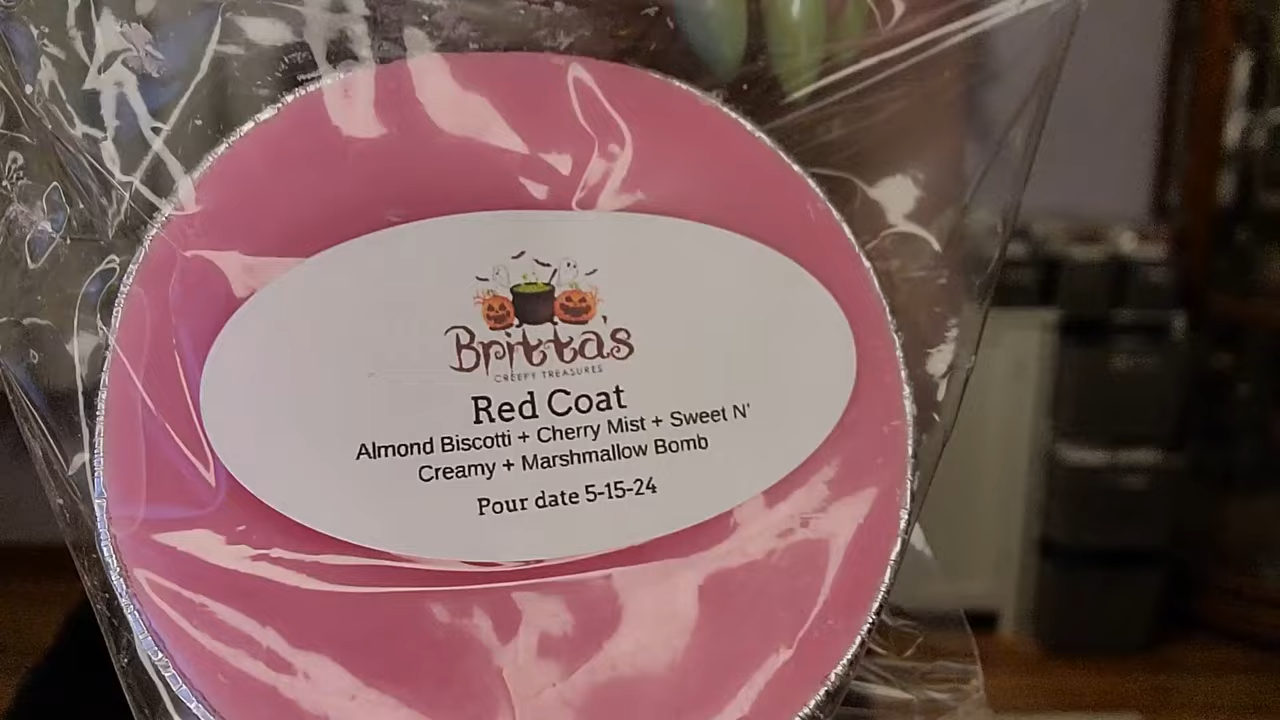 Britta's
CREEPY TREASURES
Red Coat
Almond Biscotti + Cherry Mist + Sweet N'
Creamy + Marshmallow Bomb
Pour date 5-15-24